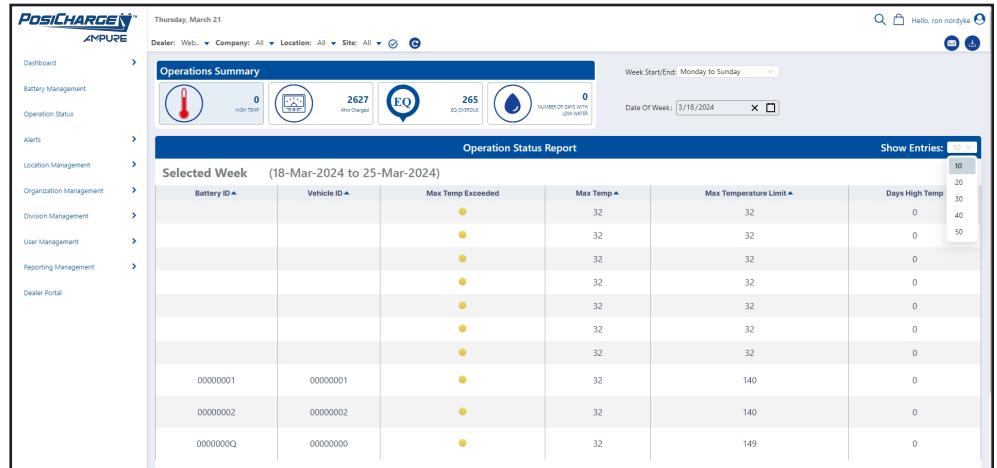 POSICHARGE™
AMPURE
Thursday, March 21
Hello, ron nordyke
Dealer: Web.. Company: All Location: All Site: All
Dashboard
Battery Management
Operation Status
Alerts
Location Management
Organization Management
Division Management
User Management
Reporting Management
Dealer Portal
Operations Summary
0
HIGH TEMP
2627
Ahrs Charged
EQ
265
EQ OVERDUE
0
NUMBER OF DAYS WITH
LOW WATER
Week Start/End: Monday to Sunday
Date Of Week: 3/18/2024
Operation Status Report
Show Entries: 10
10
20
30
40
50
Selected Week (18-Mar-2024 to 25-Mar-2024)
Battery ID Vehicle ID Max Temp Exceeded Max Temp Max Temperature Limit Days High Temp
32 32 0
32 32 0
32 32 0
32 32 0
32 32 0
32 32 0
32 32 0
00000001 00000001 32 140 0
00000002 00000002 32 140 0
0000000Q 00000000 32 149 0